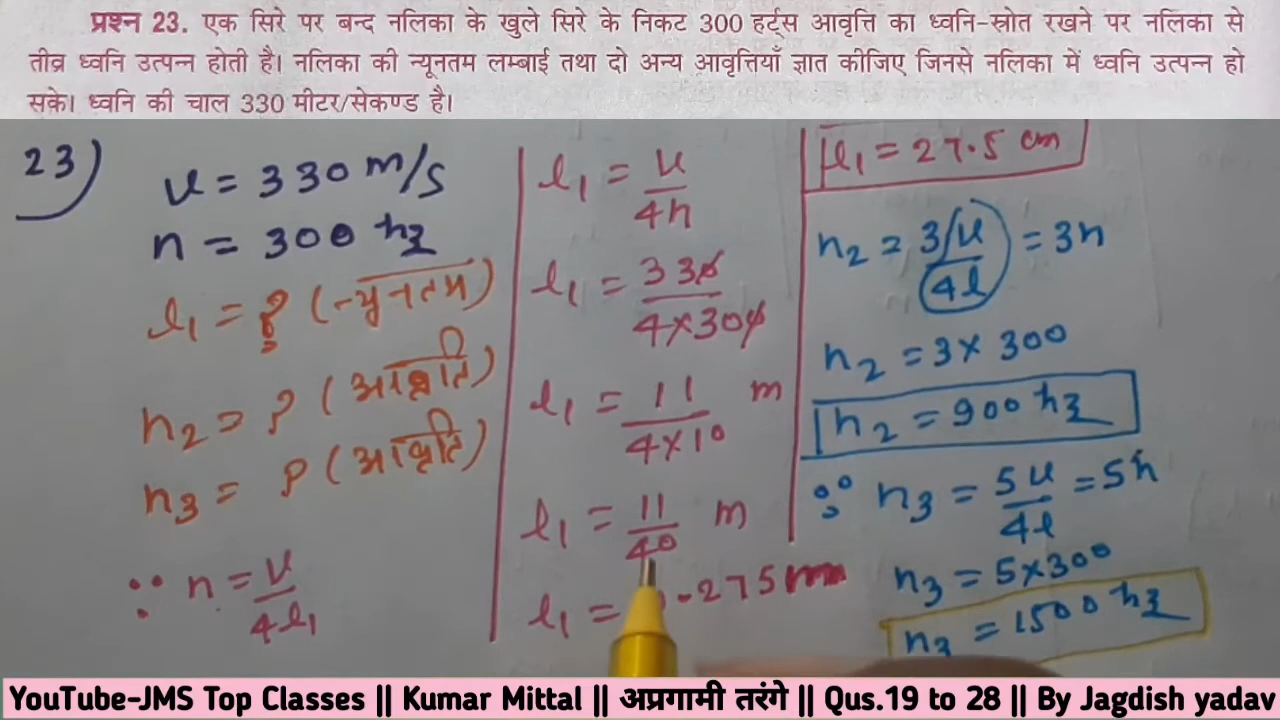 प्रश्न 23. एक सिरे पर बन्द नलिका के खुले सिरे के निकट 300 हर्ट्स आवृत्ति का ध्वनि-स्रोत रखने पर नलिका से
तीव्र ध्वनि उत्पन्न होती है। नलिका की न्यूनतम लम्बाई तथा दो अन्य आवृत्तियाँ ज्ञात कीजिए जिनसे नलिका में ध्वनि उत्पन्न हो
सके। ध्वनि की चाल 330 मीटर/सेकण्ड है।
23)
v = 330 m/s
n = 300 hz
l₁ = ? (न्यूनतम)
n₂ = ? (आवृति)
n₃ = ? (आवृति)
∵ n = v/4l₁
l₁ = v/4n
l₁ = 330/4×300
l₁ = 11/4×10 m
l₁ = 11/40 m
l₁ = .275 m
l₁ = 27.5 cm
n₂ = 3v/4l = 3n
n₂ = 3 × 300
n₂ = 900 hz
n₃ = 5v/4l = 5n
n₃ = 5×300
n₃ = 1500 hz
YouTube-JMS Top Classes || Kumar Mittal || अप्रगामी तरंगे || Qus.19 to 28 || By Jagdish yadav